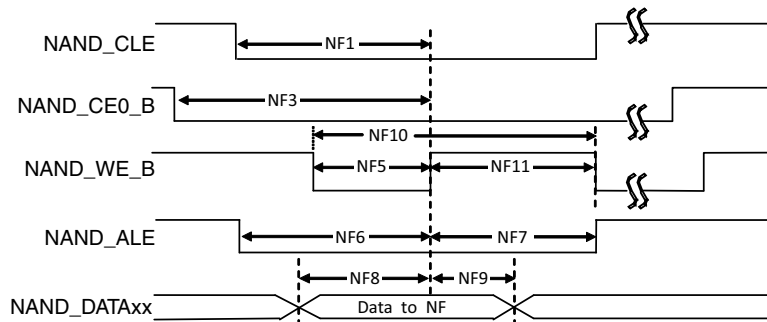 NAND_CLE
NF1
NAND_CE0_B
NF3
NF10
NAND_WE_B
NF5
NF11
NAND_ALE
NF6
NF7
NF8
NF9
NAND_DATAxx
Data to NF